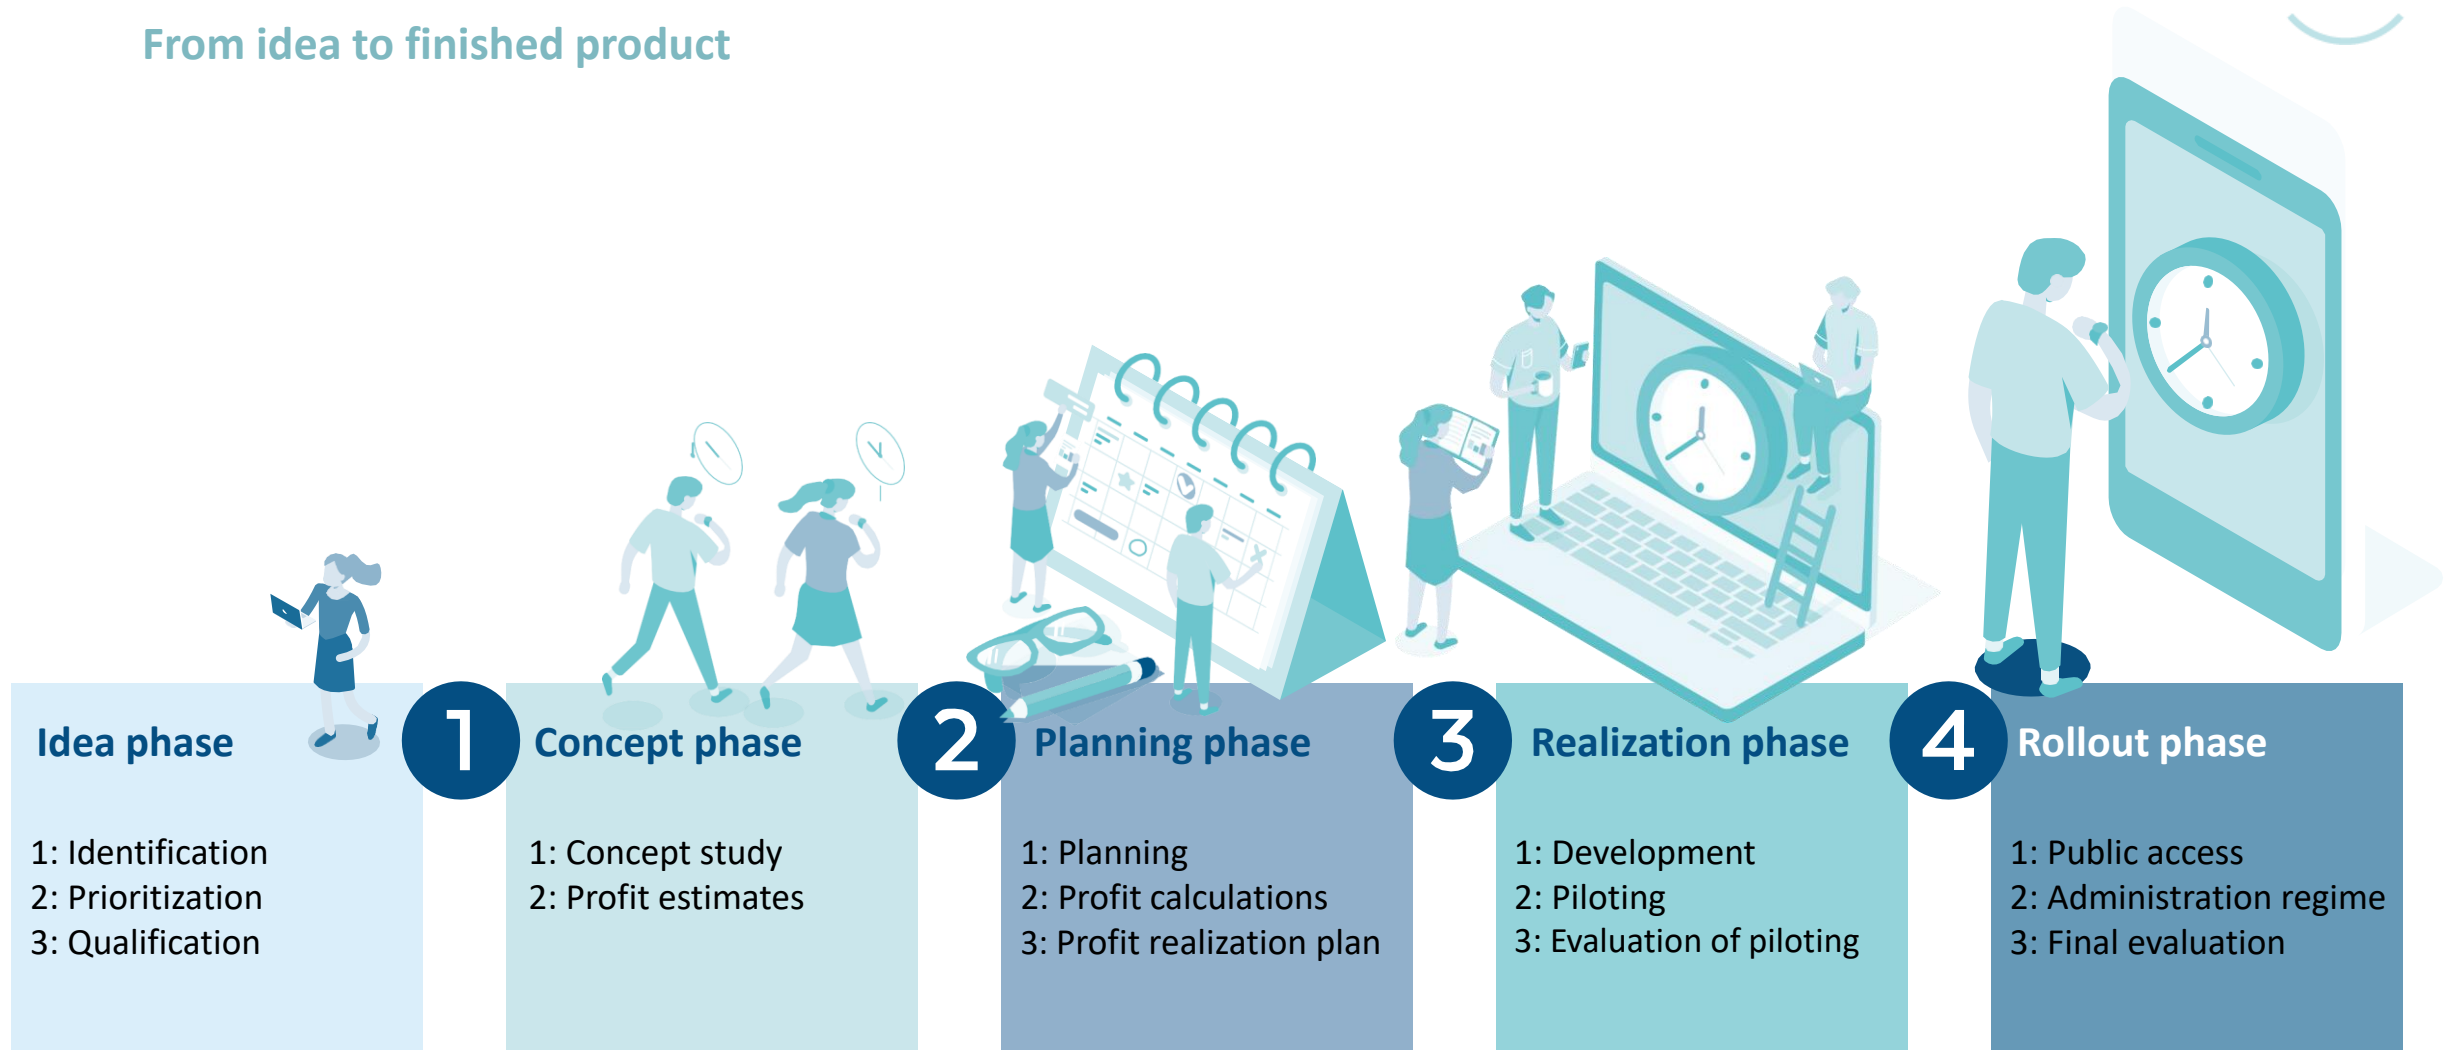 From idea to finished product
Idea phase
1: Identification
2: Prioritization
3: Qualification
1
Concept phase
1: Concept study
2: Profit estimates
2
Planning phase
1: Planning
2: Profit calculations
3: Profit realization plan
3
Realization phase
1: Development
2: Piloting
3: Evaluation of piloting
4
Rollout phase
1: Public access
2: Administration regime
3: Final evaluation